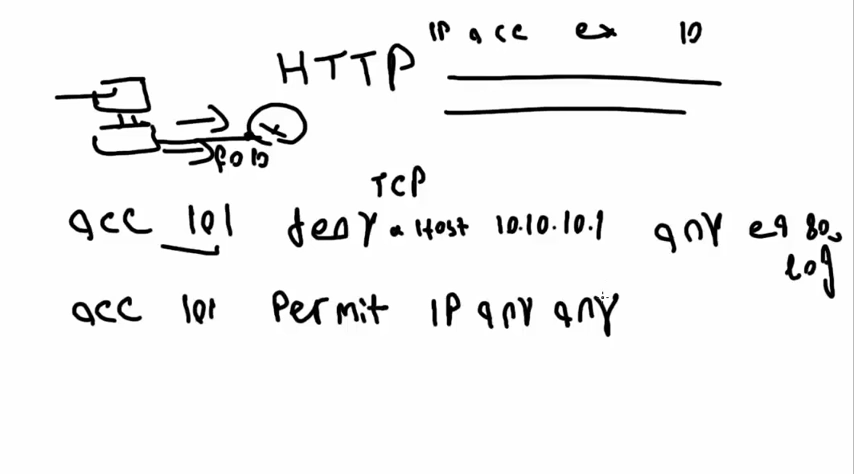 IP acc ex 10
HTTP
f0/0
TCP
acc 101 deny Host 10.10.10.1 any eq 80
log
acc 101 Permit IP any any